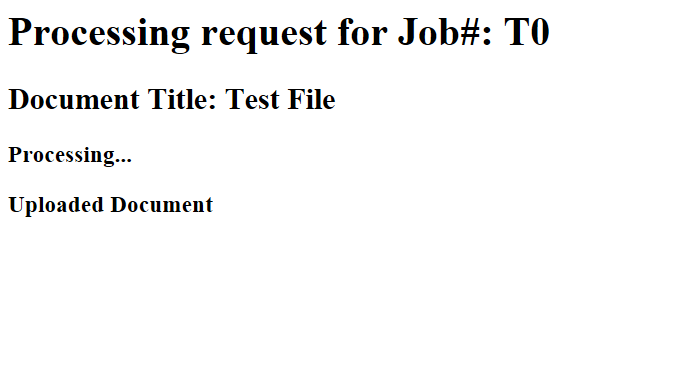 Processing request for Job#: T0
Document Title: Test File
Processing...
Uploaded Document